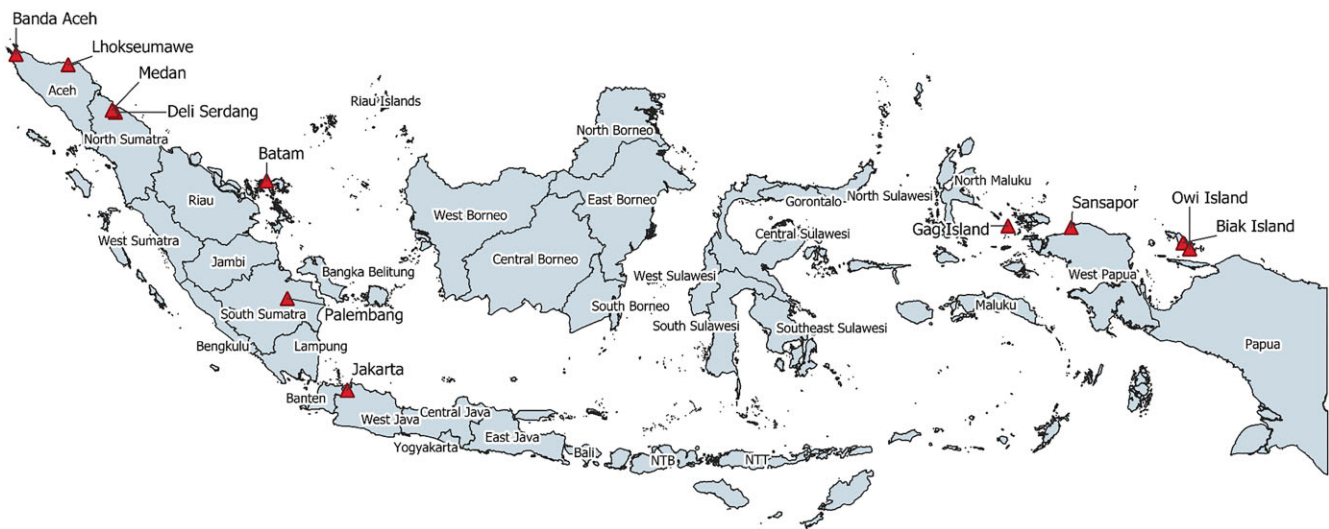 Banda Aceh
Lhokseumawe
Medan
Aceh
Riau Islands
Deli Serdang
North Borneo
North Sumatra
Batam
North Maluku
Owi Island
Riau
East Borneo
Gorontalo
North Sulawesi
Sansapor
West Borneo
Gag Island
Biak Island
West Sumatra
Central Sulawesi
Jambi
Central Borneo
Bangka Belitung
West Sulawesi
West Papua
South Sumatra
Palembang
South Borneo
Maluku
South Sulawesi
Southeast Sulawesi
Bengkulu
Lampung
Papua
Jakarta
Banten
Central Java
West Java
East Java
Yogyakarta
Bali
NTB
NTT